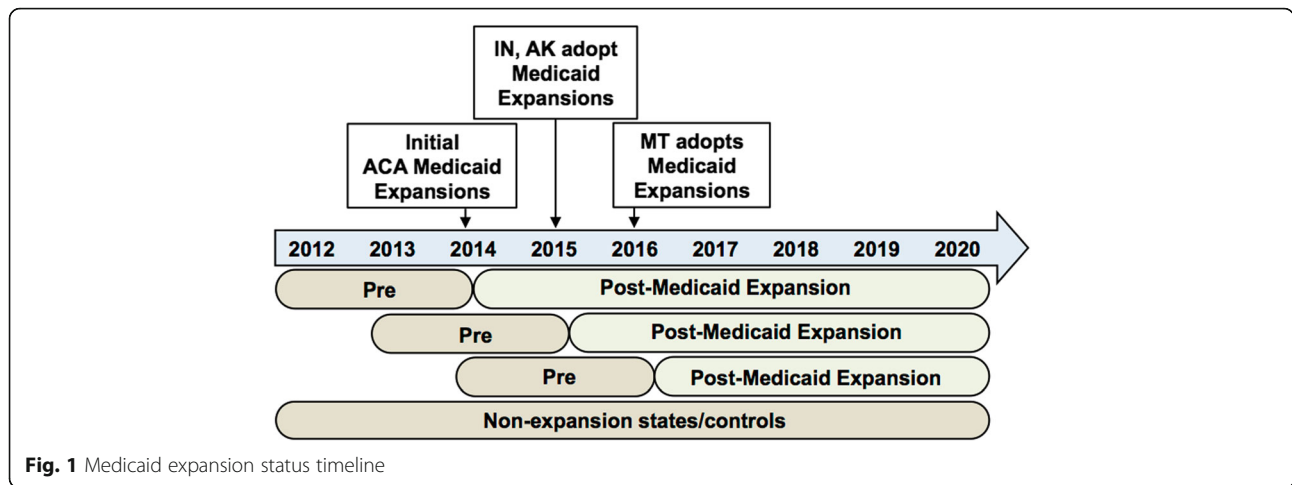 IN, AK adopt
Medicaid
Expansions
Initial
ACA Medicaid
Expansions
MT adopts
Medicaid
Expansions
2012 2013 2014 2015 2016 2017 2018 2019 2020
Pre Post-Medicaid Expansion
Pre Post-Medicaid Expansion
Pre Post-Medicaid Expansion
Non-expansion states/controls
Fig. 1 Medicaid expansion status timeline